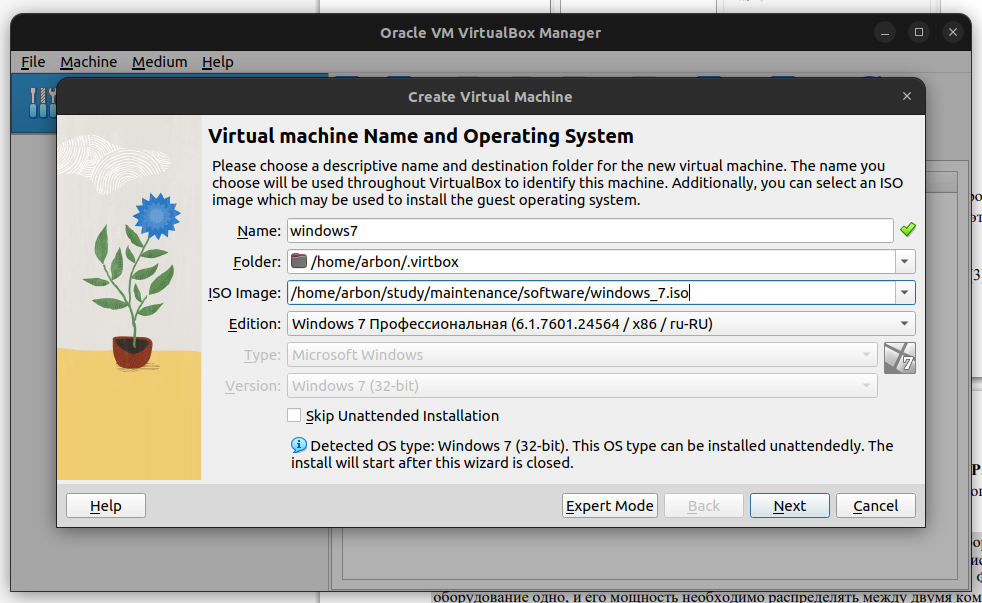 Oracle VM VirtualBox Manager
File Machine Medium Help
Create Virtual Machine
Virtual machine Name and Operating System
Please choose a descriptive name and destination folder for the new virtual machine. The name you
choose will be used throughout VirtualBox to identify this machine. Additionally, you can select an ISO
image which may be used to install the guest operating system.
Name: windows7
Folder: /home/arbon/.virtbox
ISO Image: /home/arbon/study/maintenance/software/windows_7.iso
Edition: Windows 7 Профессиональная (6.1.7601.24564 / x86 / ru-RU)
Type: Microsoft Windows
7
Version: Windows 7 (32-bit)
Skip Unattended Installation
Detected OS type: Windows 7 (32-bit). This OS type can be installed unattendedly. The
install will start after this wizard is closed.
Help Expert Mode Back Next Cancel
оборудование одно, и его мощность необходимо распределять между двумя ком